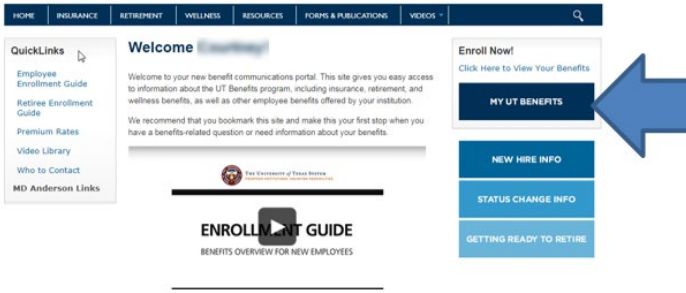 HOME INSURANCE RETIREMENT WELLNESS RESOURCES FORMS & PUBLICATIONS VIDEOS
QuickLinks
Employee
Enrollment Guide
Retiree Enrollment
Guide
Premium Rates
Video Library
Who to Contact
MD Anderson Links
Welcome
Welcome to your new benefit communications portal. This site gives you easy access
to information about the UT Benefits program, including insurance, retirement, and
wellness benefits, as well as other employee benefits offered by your institution.
We recommend that you bookmark this site and make this your first stop when you
have a benefits-related question or need information about your benefits.
THE UNIVERSITY of TEXAS SYSTEM
ENROLLMENT GUIDE
BENEFITS OVERVIEW FOR NEW EMPLOYEES
Enroll Now!
Click Here to View Your Benefits
MY UT BENEFITS
NEW HIRE INFO
STATUS CHANGE INFO
GETTING READY TO RETIRE